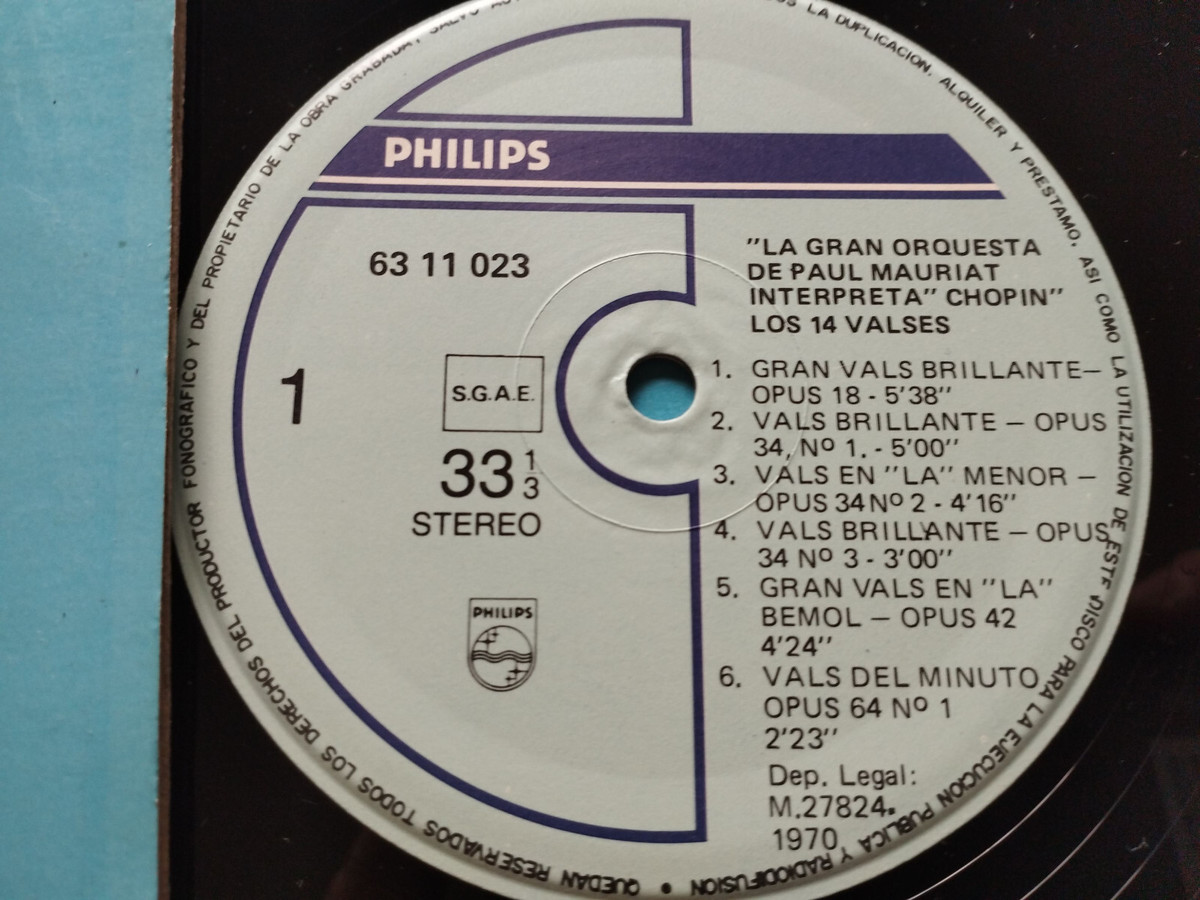 PHILIPS
63 11 023
1
S.G.A.E.
33 1/3
STEREO
PHILIPS
"LA GRAN ORQUESTA
DE PAUL MAURIAT
INTERPRETA" CHOPIN"
LOS 14 VALSES
1. GRAN VALS BRILLANTE—
OPUS 18 - 5'38"
2. VALS BRILLANTE — OPUS
34, Nº 1. - 5'00"
3. VALS EN "LA" MENOR —
OPUS 34 Nº 2 - 4'16"
4. VALS BRILLANTE — OPUS
34 Nº 3 - 3'00"
5. GRAN VALS EN "LA"
BEMOL — OPUS 42
4'24"
6. VALS DEL MINUTO
OPUS 64 Nº 1
2'23"
Dep. Legal:
M.27824.
1970
QUEDAN RESERVADOS TODOS LOS DERECHOS DEL PRODUCTOR FONOGRAFICO Y DEL PROPIETARIO DE LA OBRA GRABADA, SALVO
LA DUPLICACION, ALQUILER Y PRESTAMO, ASI COMO LA UTILIZACION DE ESTE DISCO PARA LA EJECUCION PUBLICA Y RADIODIFUSION •